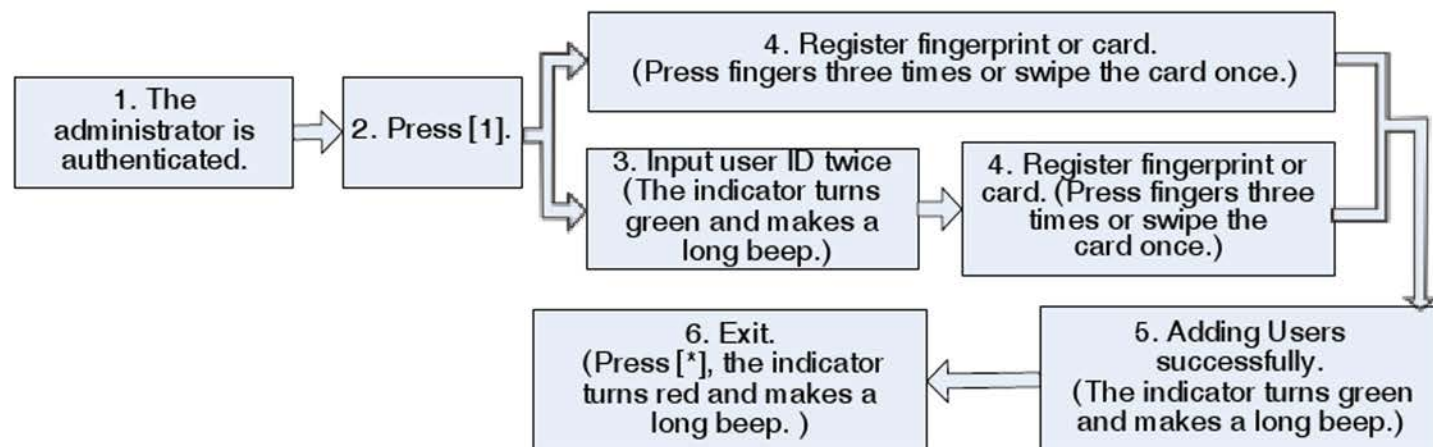 1. The
administrator is
authenticated.
2. Press [1].
4. Register fingerprint or card.
(Press fingers three times or swipe the card once.)
3. Input user ID twice
(The indicator turns
green and makes a
long beep.)
4. Register fingerprint or
card. (Press fingers three
times or swipe the
card once.)
5. Adding Users
successfully.
(The indicator turns green
and makes a long beep.)
6. Exit.
(Press [*], the indicator
turns red and makes a
long beep. )